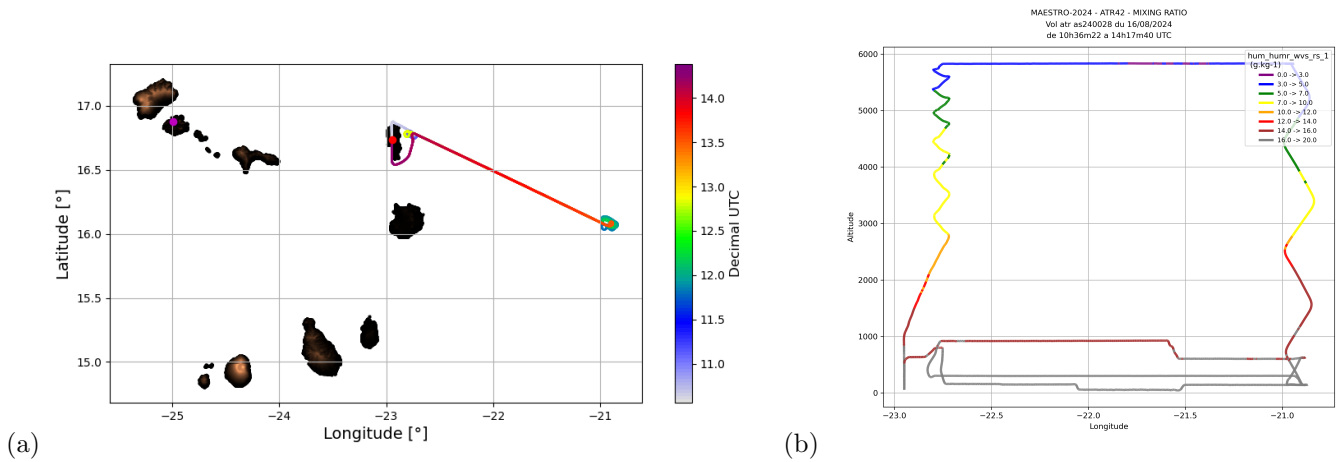 17.0
16.5
16.0
15.5
15.0
Latitude [°]
−25
−24
−23
−22
−21
Longitude [°]
14.0
13.5
13.0
12.5
12.0
11.5
11.0
Decimal UTC
(a)
MAESTRO-2024 - ATR42 - MIXING RATIO
Vol atr as240028 du 16/08/2024
de 10h36m22 a 14h17m40 UTC
6000
5000
4000
3000
2000
1000
0
Altitude
hum_humr_wvs_rs_1
(g.kg-1)
0.0 -> 3.0
3.0 -> 5.0
5.0 -> 7.0
7.0 -> 10.0
10.0 -> 12.0
12.0 -> 14.0
14.0 -> 16.0
16.0 -> 20.0
−23.0
−22.5
−22.0
−21.5
−21.0
Longitude
(b)